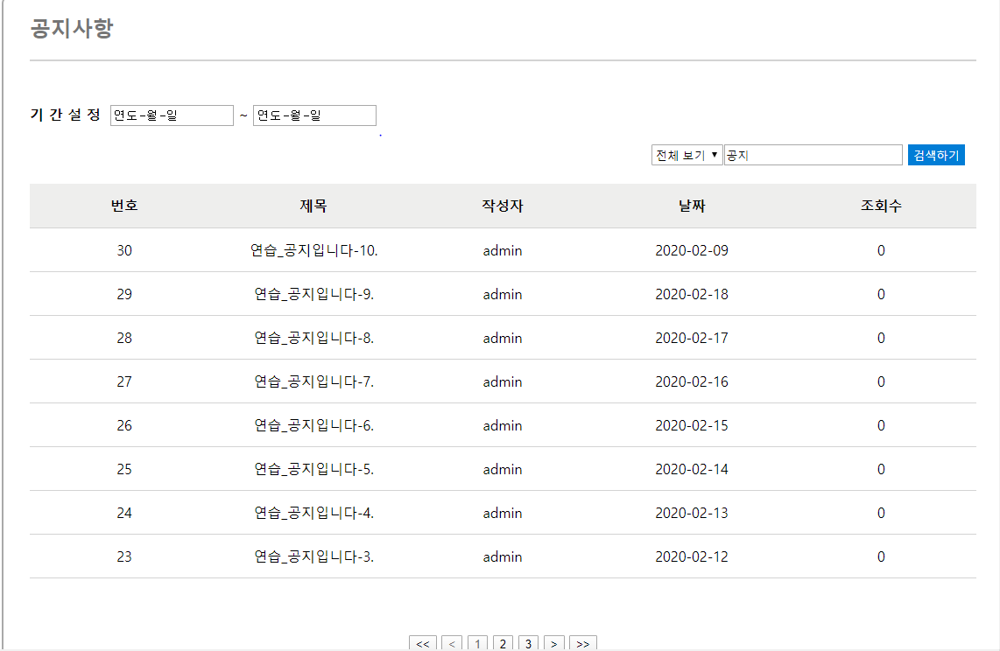 공지사항
기 간 설 정 연도-월-일 ~ 연도-월-일
전체 보기 ▼ 공지 검색하기
번호 제목 작성자 날짜 조회수
30 연습_공지입니다-10. admin 2020-02-09 0
29 연습_공지입니다-9. admin 2020-02-18 0
28 연습_공지입니다-8. admin 2020-02-17 0
27 연습_공지입니다-7. admin 2020-02-16 0
26 연습_공지입니다-6. admin 2020-02-15 0
25 연습_공지입니다-5. admin 2020-02-14 0
24 연습_공지입니다-4. admin 2020-02-13 0
23 연습_공지입니다-3. admin 2020-02-12 0
<< < 1 2 3 > >>